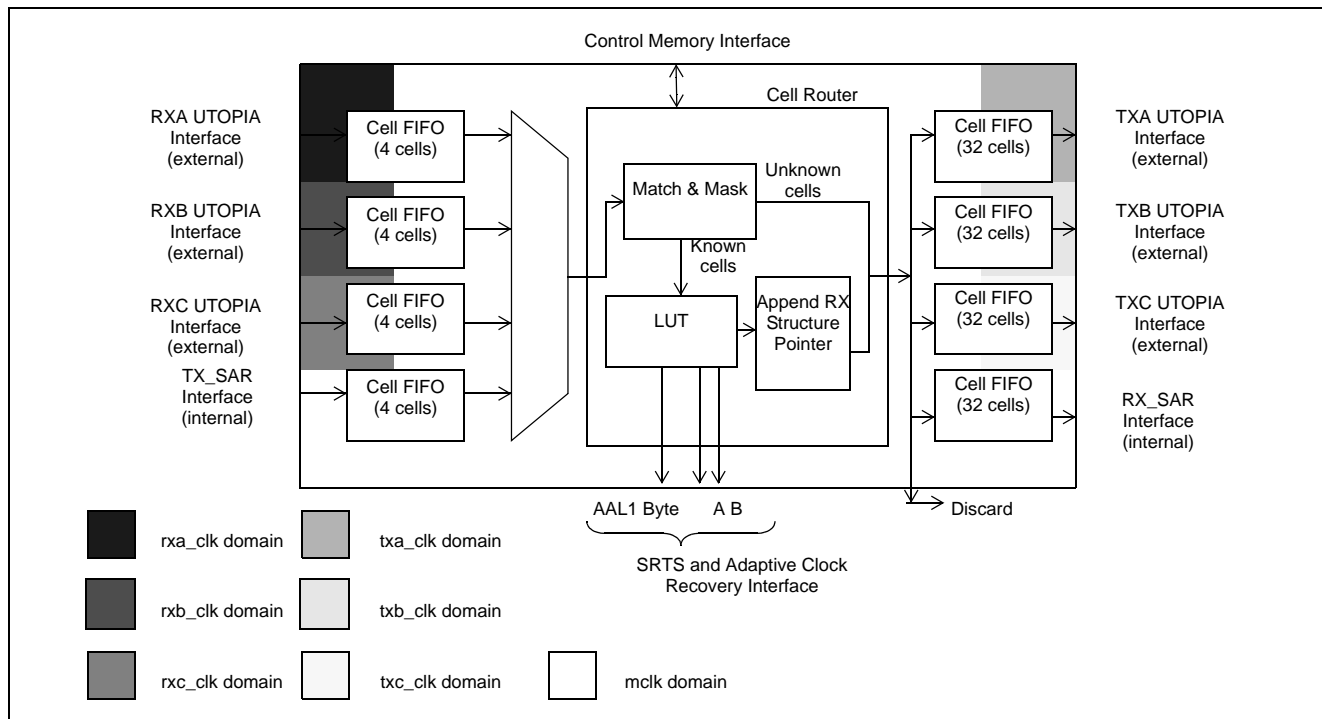 Control Memory Interface
RXA UTOPIA
Interface
(external)
Cell FIFO
(4 cells)
RXB UTOPIA
Interface
(external)
Cell FIFO
(4 cells)
RXC UTOPIA
Interface
(external)
Cell FIFO
(4 cells)
TX_SAR
Interface
(internal)
Cell FIFO
(4 cells)
Cell Router
Match & Mask
Unknown
cells
Known
cells
LUT
Append RX
Structure
Pointer
Cell FIFO
(32 cells)
TXA UTOPIA
Interface
(external)
Cell FIFO
(32 cells)
TXB UTOPIA
Interface
(external)
Cell FIFO
(32 cells)
TXC UTOPIA
Interface
(external)
Cell FIFO
(32 cells)
RX_SAR
Interface
(internal)
AAL1 Byte
A B
Discard
SRTS and Adaptive Clock
Recovery Interface
rxa_clk domain
txa_clk domain
rxb_clk domain
txb_clk domain
rxc_clk domain
txc_clk domain
mclk domain